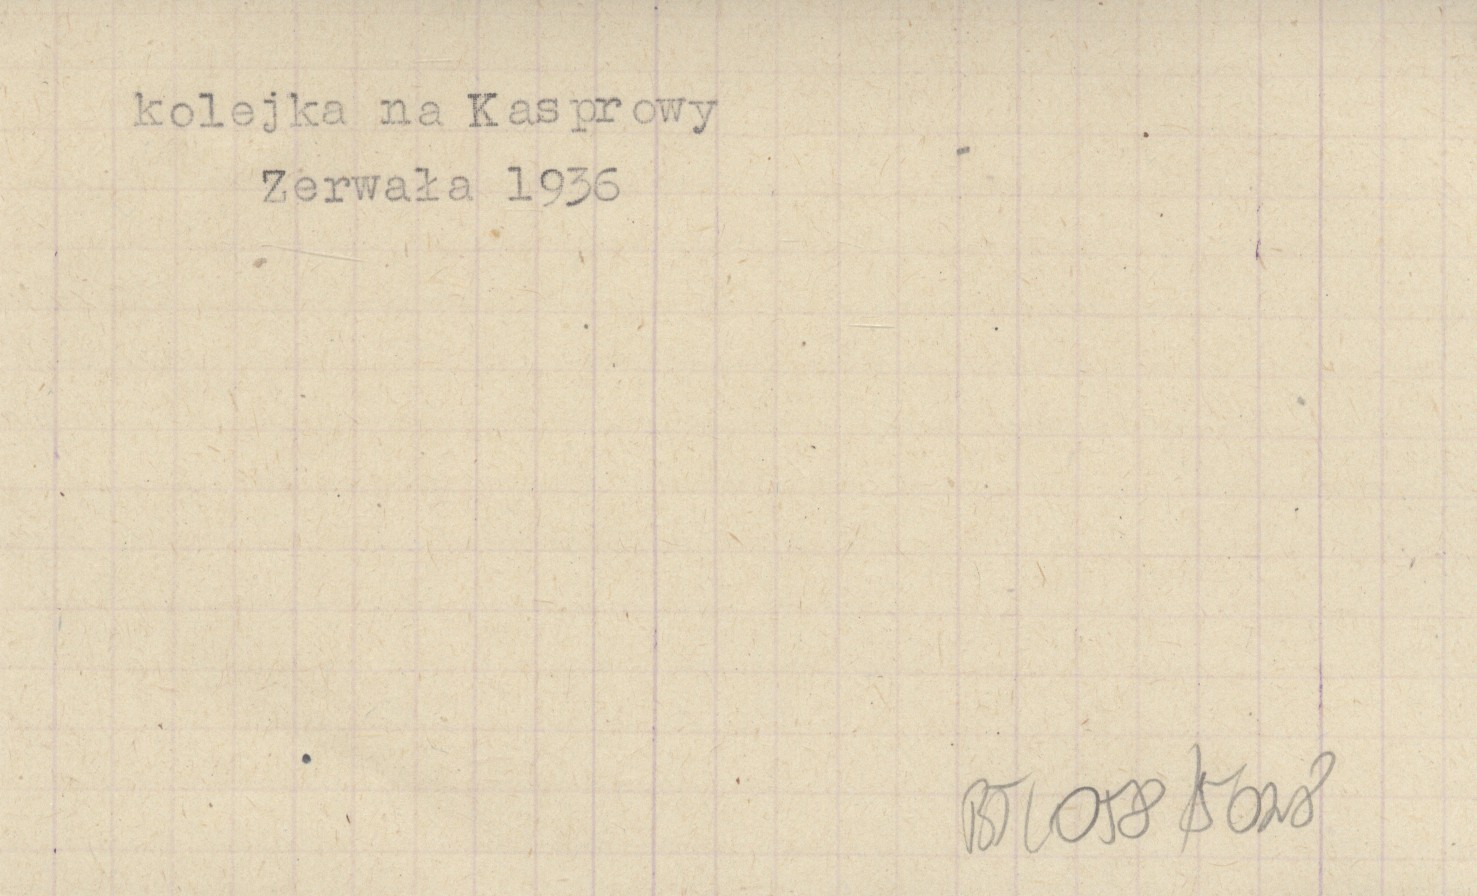 kolejka na Kasprowy
Zerwała 1936